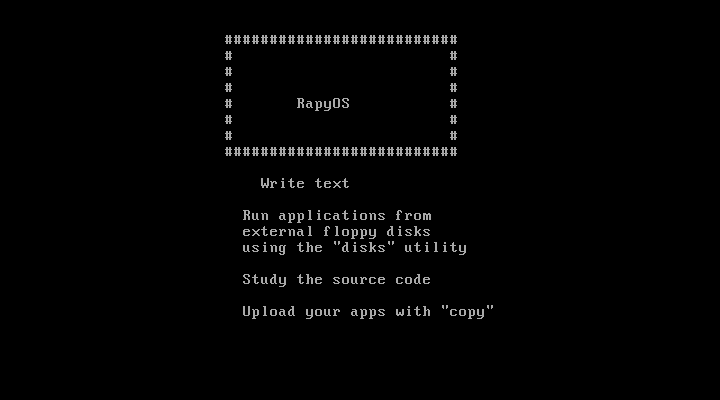 ##########################
#                        #
#                        #
#                        #
#       RapyOS           #
#                        #
#                        #
##########################
Write text
Run applications from
external floppy disks
using the "disks" utility
Study the source code
Upload your apps with "copy"